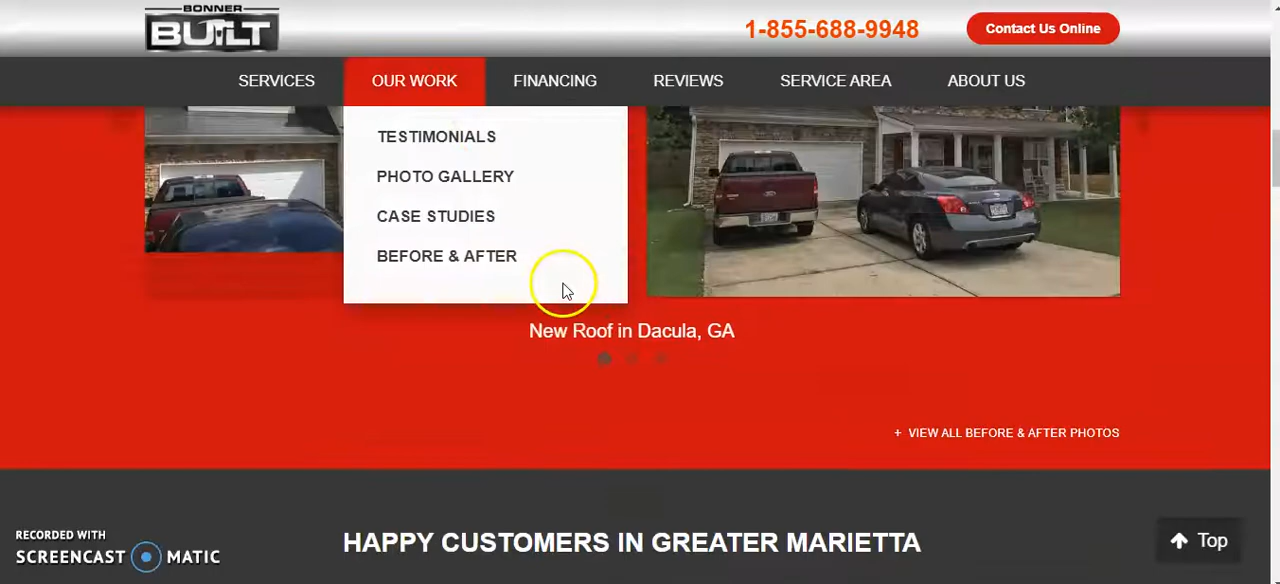 BONNER
BUILT
1-855-688-9948
Contact Us Online
SERVICES
OUR WORK
FINANCING
REVIEWS
SERVICE AREA
ABOUT US
TESTIMONIALS
PHOTO GALLERY
CASE STUDIES
BEFORE & AFTER
New Roof in Dacula, GA
+ VIEW ALL BEFORE & AFTER PHOTOS
HAPPY CUSTOMERS IN GREATER MARIETTA
Top
RECORDED WITH
SCREENCAST MATIC